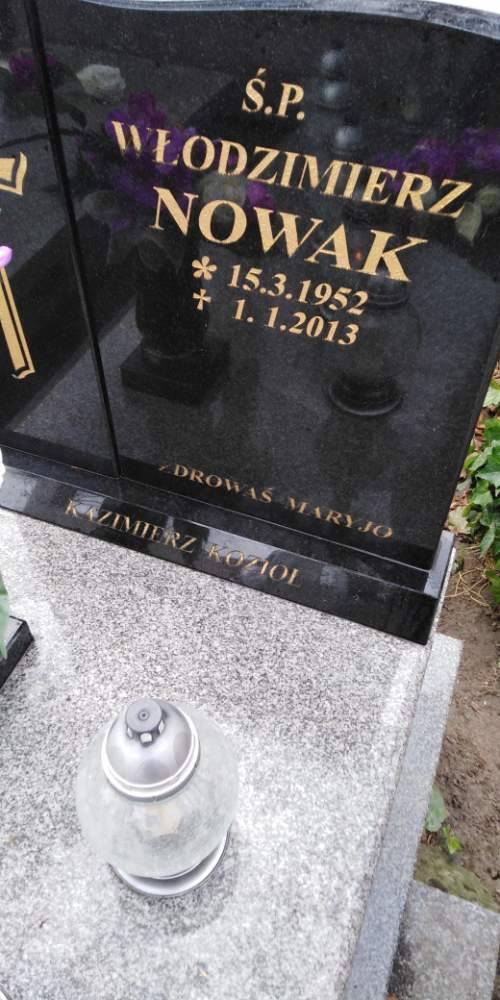 Ś.P.
WŁODZIMIERZ
NOWAK
* 15.3.1952
† 1. 1.2013
ZDROWAŚ MARYJO
KAZIMIERZ KOZIOŁ